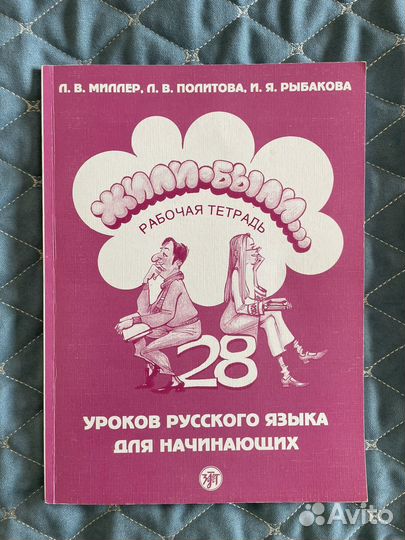 Л. В. МИЛЛЕР, Л. В. ПОЛИТОВА, И. Я. РЫБАКОВА
ЖИЛИ-БЫЛИ...
РАБОЧАЯ ТЕТРАДЬ
28
УРОКОВ РУССКОГО ЯЗЫКА
ДЛЯ НАЧИНАЮЩИХ
Avito